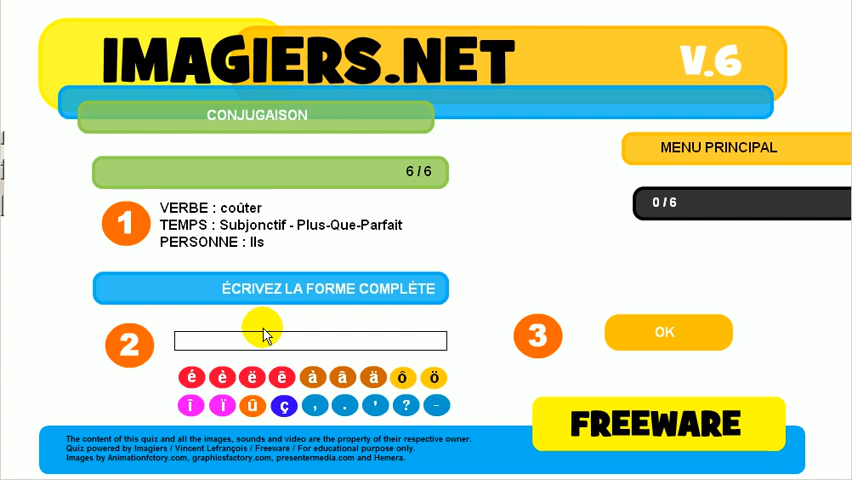 IMAGIERS.NET
V.6
CONJUGAISON
MENU PRINCIPAL
6 / 6
0 / 6
1
VERBE : coûter
TEMPS : Subjonctif - Plus-Que-Parfait
PERSONNE : Ils
ÉCRIVEZ LA FORME COMPLÈTE
2
3
OK
é è ë ê à â ä ô ö
î ï û ç , . ' ? -
FREEWARE
The content of this quiz and all the images, sounds and video are the property of their respective owner.
Quiz powered by Imagiers / Vincent Lefrançois / Freeware / For educational purpose only.
Images by Animationfctory.com, graphicsfactory.com, presentermedia.com and Hemera.